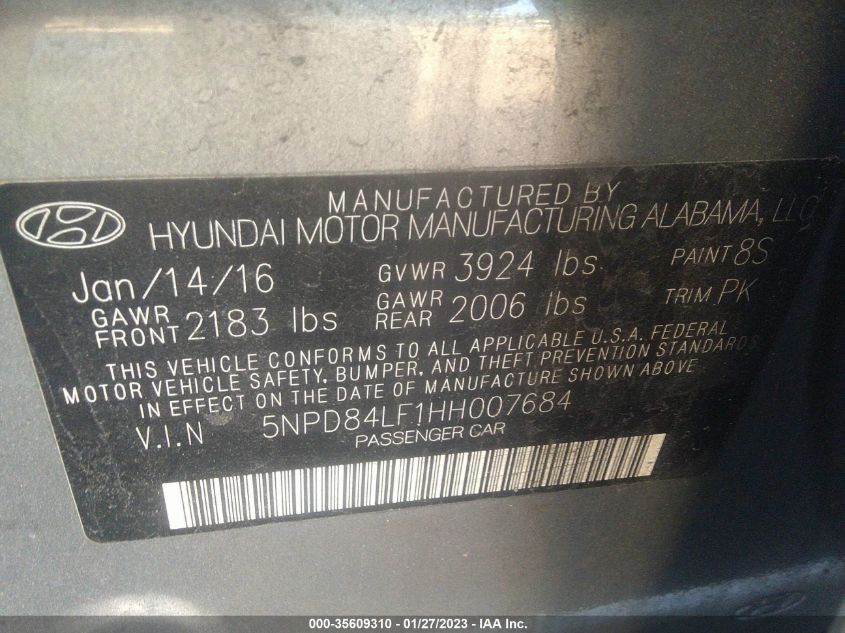 MANUFACTURED BY
HYUNDAI MOTOR MANUFACTURING ALABAMA, LLC
Jan/14/16 GVWR 3924 lbs PAINT 8S
GAWR FRONT 2183 lbs GAWR REAR 2006 lbs TRIM PK
THIS VEHICLE CONFORMS TO ALL APPLICABLE U.S.A. FEDERAL
MOTOR VEHICLE SAFETY, BUMPER, AND THEFT PREVENTION STANDARDS
IN EFFECT ON THE DATE OF MANUFACTURE SHOWN ABOVE
V.I.N 5NPD84LF1HH007684
PASSENGER CAR
000-35609310 - 01/27/2023 - IAA Inc.